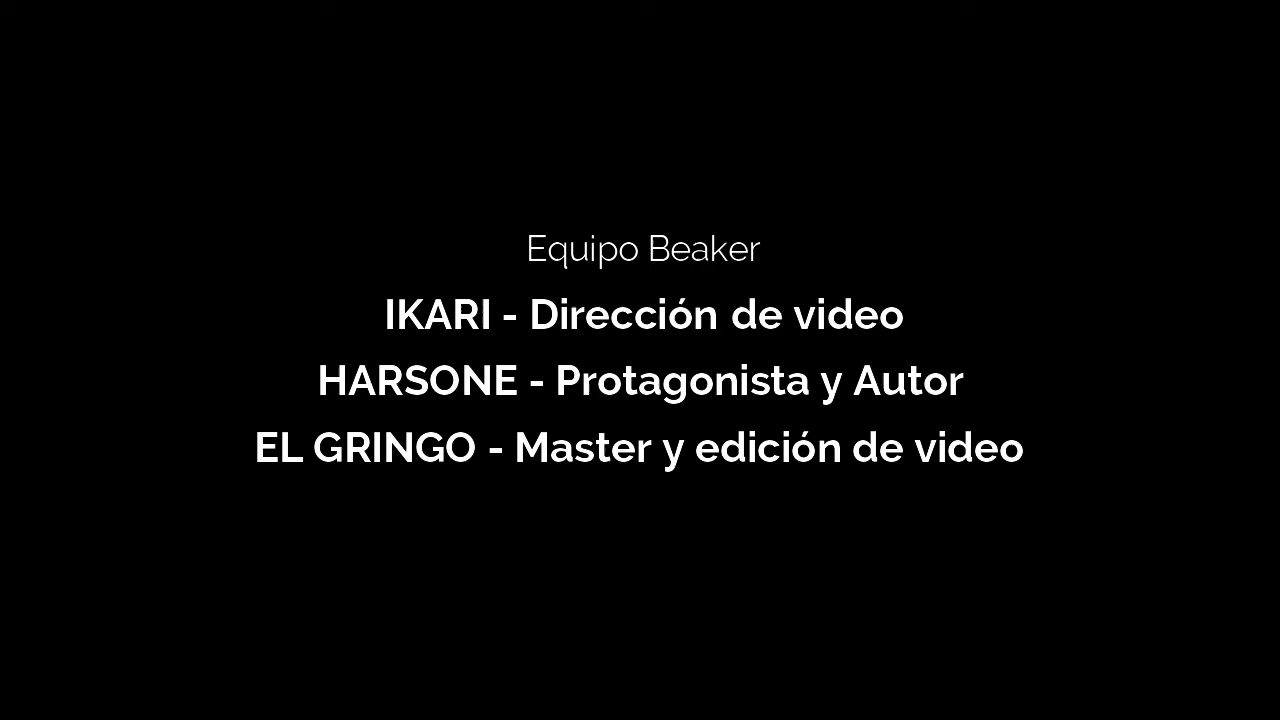 Equipo Beaker
IKARI - Dirección de video
HARSONE - Protagonista y Autor
EL GRINGO - Master y edición de video